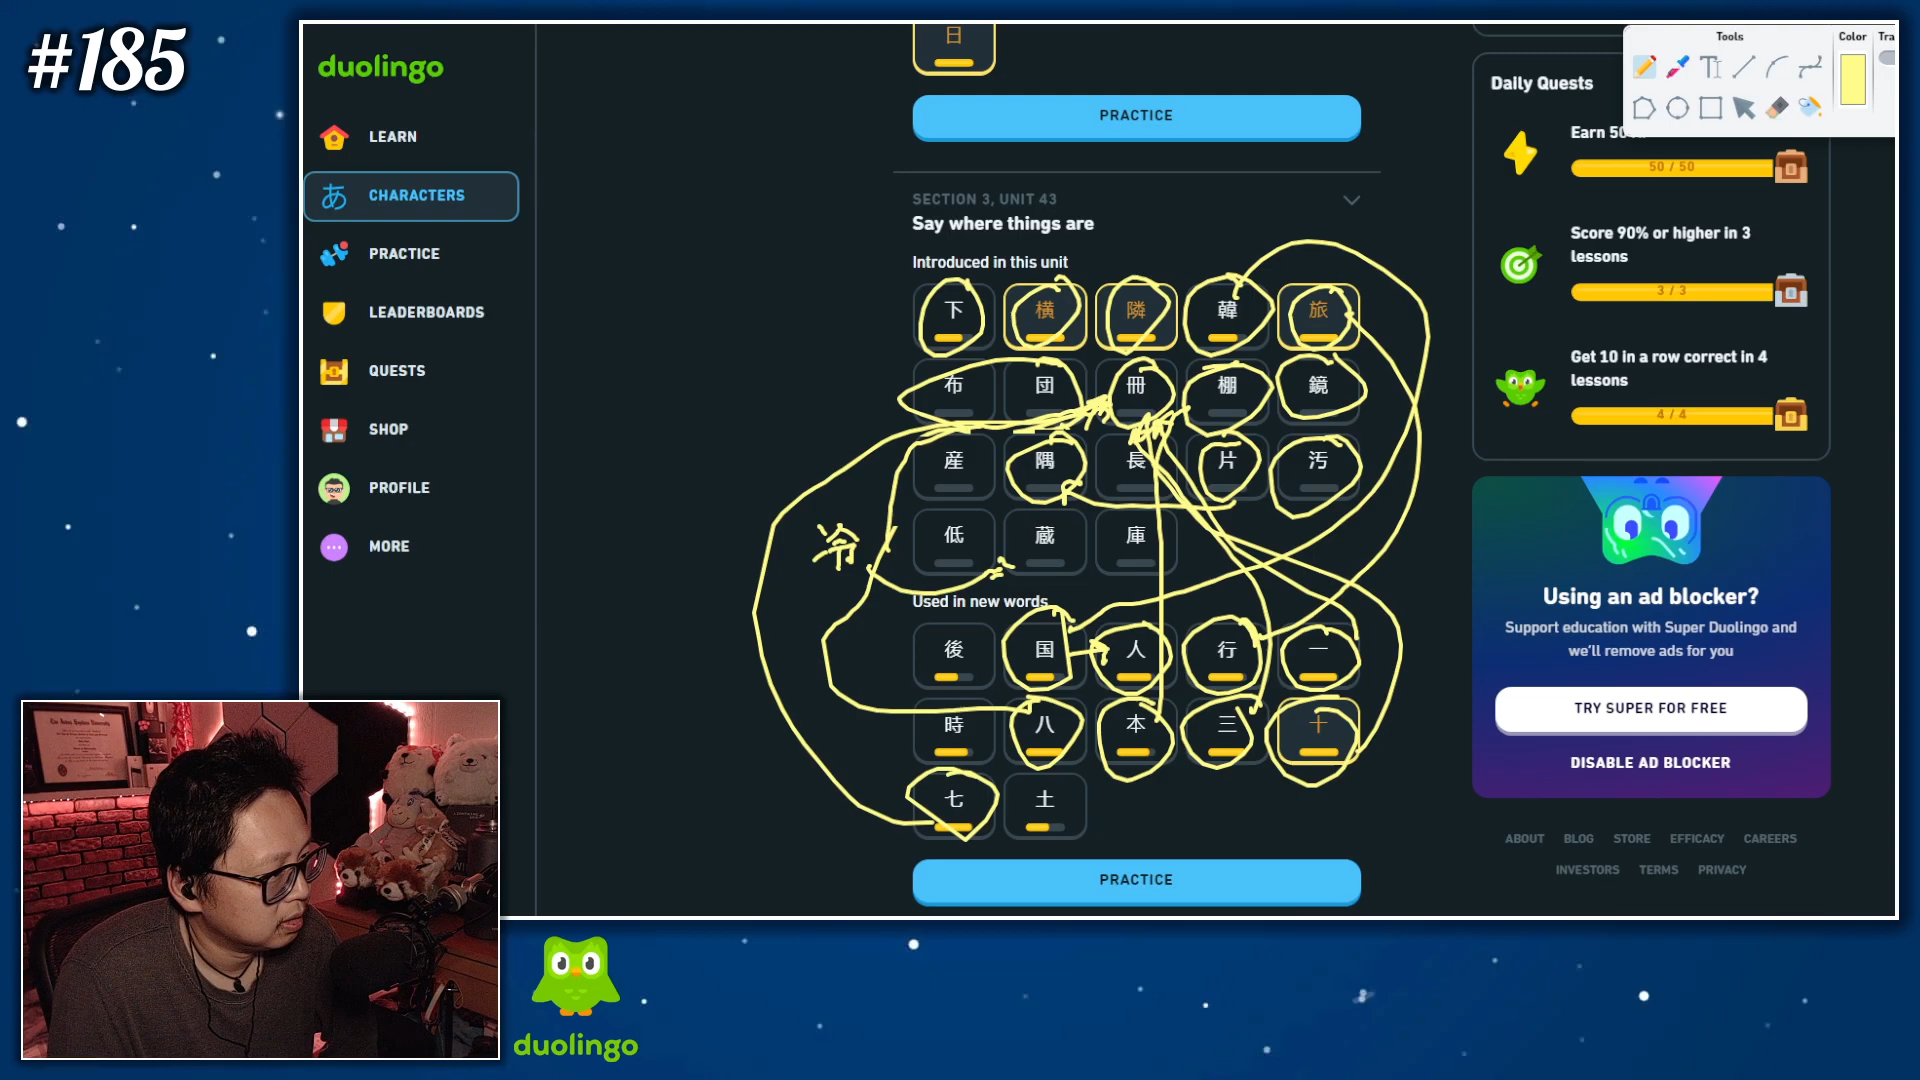 #185
duolingo
LEARN
あ CHARACTERS
PRACTICE
LEADERBOARDS
QUESTS
SHOP
PROFILE
MORE
日
PRACTICE
SECTION 3, UNIT 43
Say where things are
Introduced in this unit
下 横 隣 韓 旅
布 団 冊 棚 鏡
産 隅 長 片 汚
低 蔵 庫
冷
Used in new words
後 国 人 行 一
時 八 本 三 十
七 土
PRACTICE
Tools
Color
Tra
Daily Quests
Earn 50
50 / 50
Score 90% or higher in 3
lessons
3 / 3
Get 10 in a row correct in 4
lessons
4 / 4
Using an ad blocker?
Support education with Super Duolingo and
we'll remove ads for you
TRY SUPER FOR FREE
DISABLE AD BLOCKER
ABOUT BLOG STORE EFFICACY CAREERS
INVESTORS TERMS PRIVACY
duolingo